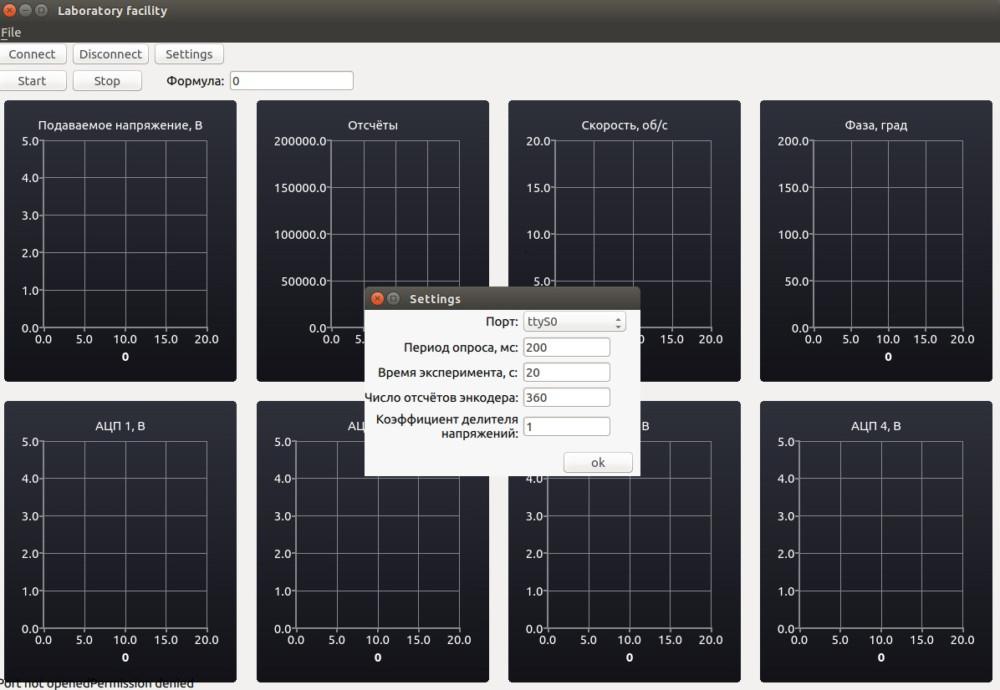 Laboratory facility
File
Connect Disconnect Settings
Start Stop Формула: 0
Подаваемое напряжение, В
5.0
4.0
3.0
2.0
1.0
0.0
0.0 5.0 10.0 15.0 20.0
0
Отсчёты
200000.0
150000.0
100000.0
50000.0
0.0
0.0
Скорость, об/с
20.0
15.0
10.0
5.0
15.0 20.0
Фаза, град
200.0
150.0
100.0
50.0
0.0
0.0 5.0 10.0 15.0 20.0
0
Settings
Порт: ttyS0
Период опроса, мс: 200
Время эксперимента, с: 20
Число отсчётов энкодера: 360
Коэффициент делителя
напряжений: 1
ok
АЦП 1, В
5.0
4.0
3.0
2.0
1.0
0.0
0.0 5.0 10.0 15.0 20.0
0
5.0
4.0
3.0
2.0
1.0
0.0
0.0 5.0 10.0 15.0 20.0
0
В
4.0
3.0
2.0
1.0
0.0
0.0 5.0 10.0 15.0 20.0
0
АЦП 4, В
5.0
4.0
3.0
2.0
1.0
0.0
0.0 5.0 10.0 15.0 20.0
0
Port not openedPermission denied